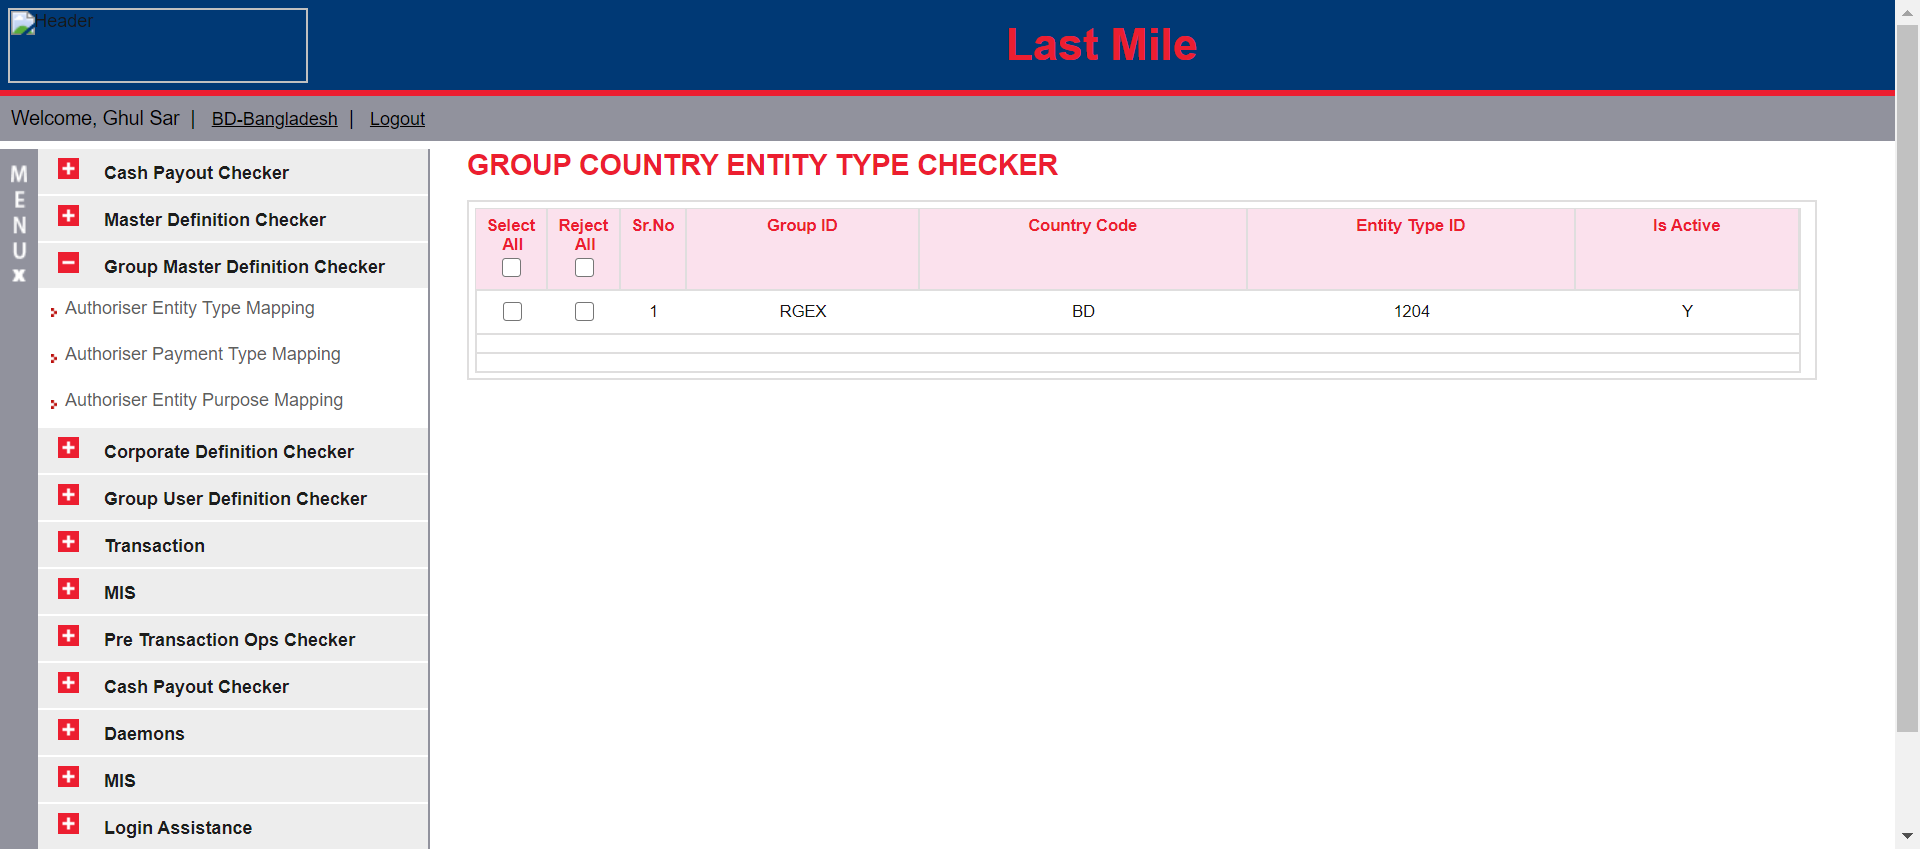 Header
Last Mile
Welcome, Ghul Sar | BD-Bangladesh | Logout
MENU
x
Cash Payout Checker
Master Definition Checker
Group Master Definition Checker
Authoriser Entity Type Mapping
Authoriser Payment Type Mapping
Authoriser Entity Purpose Mapping
Corporate Definition Checker
Group User Definition Checker
Transaction
MIS
Pre Transaction Ops Checker
Cash Payout Checker
Daemons
MIS
Login Assistance
GROUP COUNTRY ENTITY TYPE CHECKER
Select All Reject All Sr.No Group ID Country Code Entity Type ID Is Active
1 RGEX BD 1204 Y